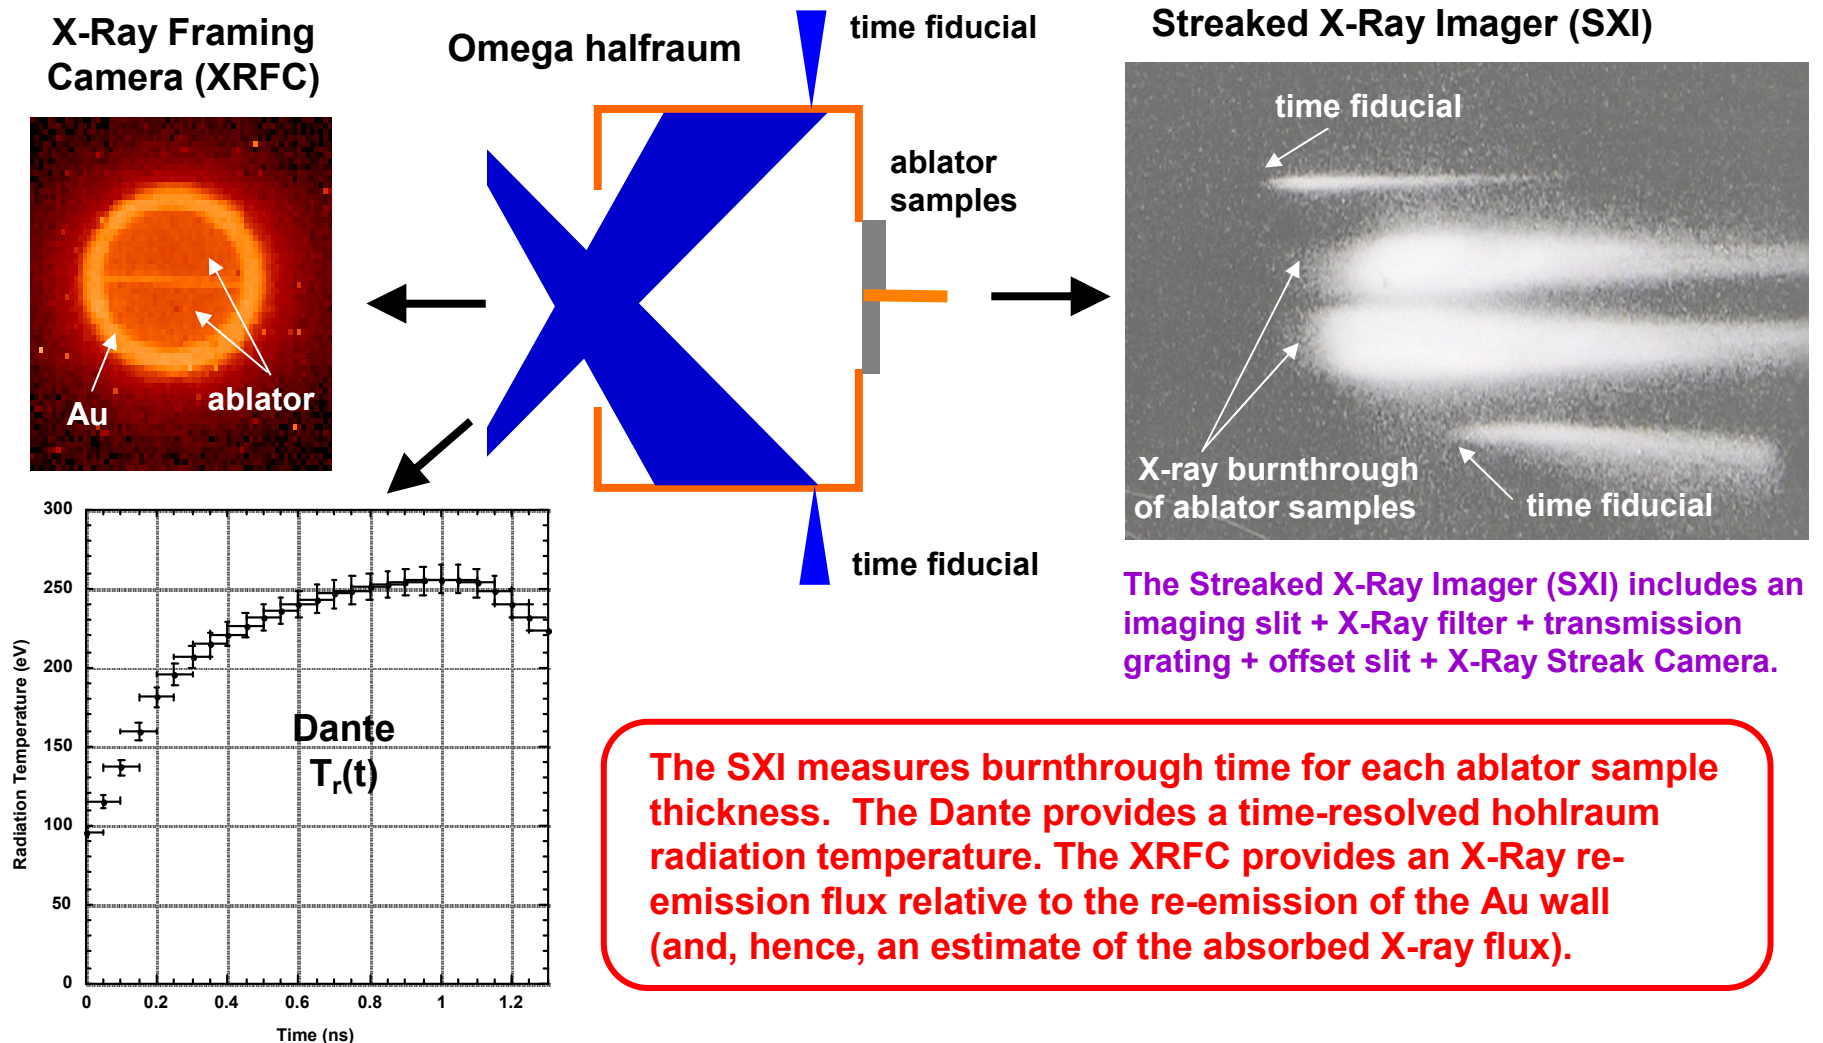 X-Ray Framing
Camera (XRFC)
Omega halfraum
time fiducial
Streaked X-Ray Imager (SXI)
ablator
samples
time fiducial
Au
ablator
time fiducial
X-ray burnthrough
of ablator samples
time fiducial
The Streaked X-Ray Imager (SXI) includes an
imaging slit + X-Ray filter + transmission
grating + offset slit + X-Ray Streak Camera.
Radiation Temperature (eV)
300
250
200
150
100
50
0
Dante
Tr(t)
0 0.2 0.4 0.6 0.8 1 1.2
Time (ns)
The SXI measures burnthrough time for each ablator sample
thickness. The Dante provides a time-resolved hohlraum
radiation temperature. The XRFC provides an X-Ray re-
emission flux relative to the re-emission of the Au wall
(and, hence, an estimate of the absorbed X-ray flux).